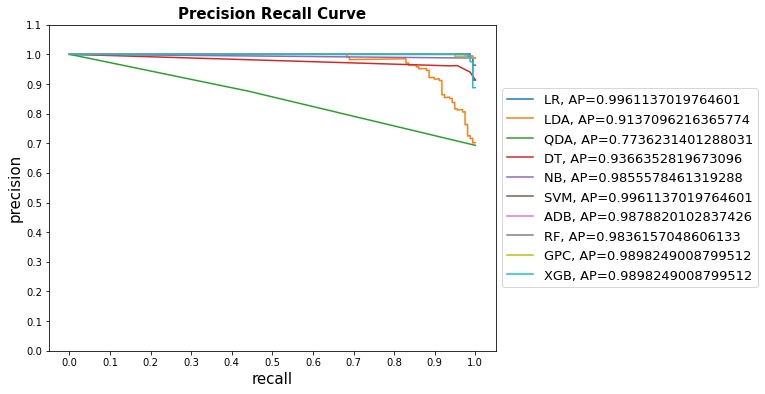 Precision Recall Curve
precision
1.1
1.0
0.9
0.8
0.7
0.6
0.5
0.4
0.3
0.2
0.1
0.0
0.0 0.1 0.2 0.3 0.4 0.5 0.6 0.7 0.8 0.9 1.0
recall
LR, AP=0.9961137019764601
LDA, AP=0.9137096216365774
QDA, AP=0.7736231401288031
DT, AP=0.9366352819673096
NB, AP=0.9855578461319288
SVM, AP=0.9961137019764601
ADB, AP=0.9878820102837426
RF, AP=0.9836157048606133
GPC, AP=0.9898249008799512
XGB, AP=0.9898249008799512